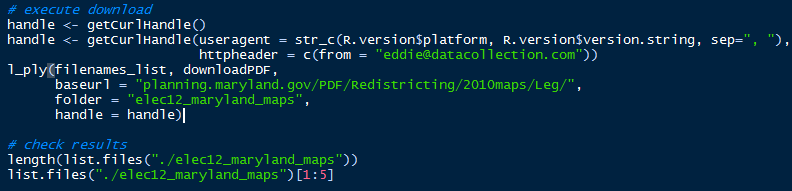 # execute download
handle <- getCurlHandle()
handle <- getCurlHandle(useragent = str_c(R.version$platform, R.version$version.string, sep=", "),
httpheader = c(from = "eddie@datacollection.com"))
l_ply(filenames_list, downloadPDF,
baseurl = "planning.maryland.gov/PDF/Redistricting/2010maps/Leg/",
folder = "elec12_maryland_maps",
handle = handle)
# check results
length(list.files("./elec12_maryland_maps"))
list.files("./elec12_maryland_maps")[1:5]